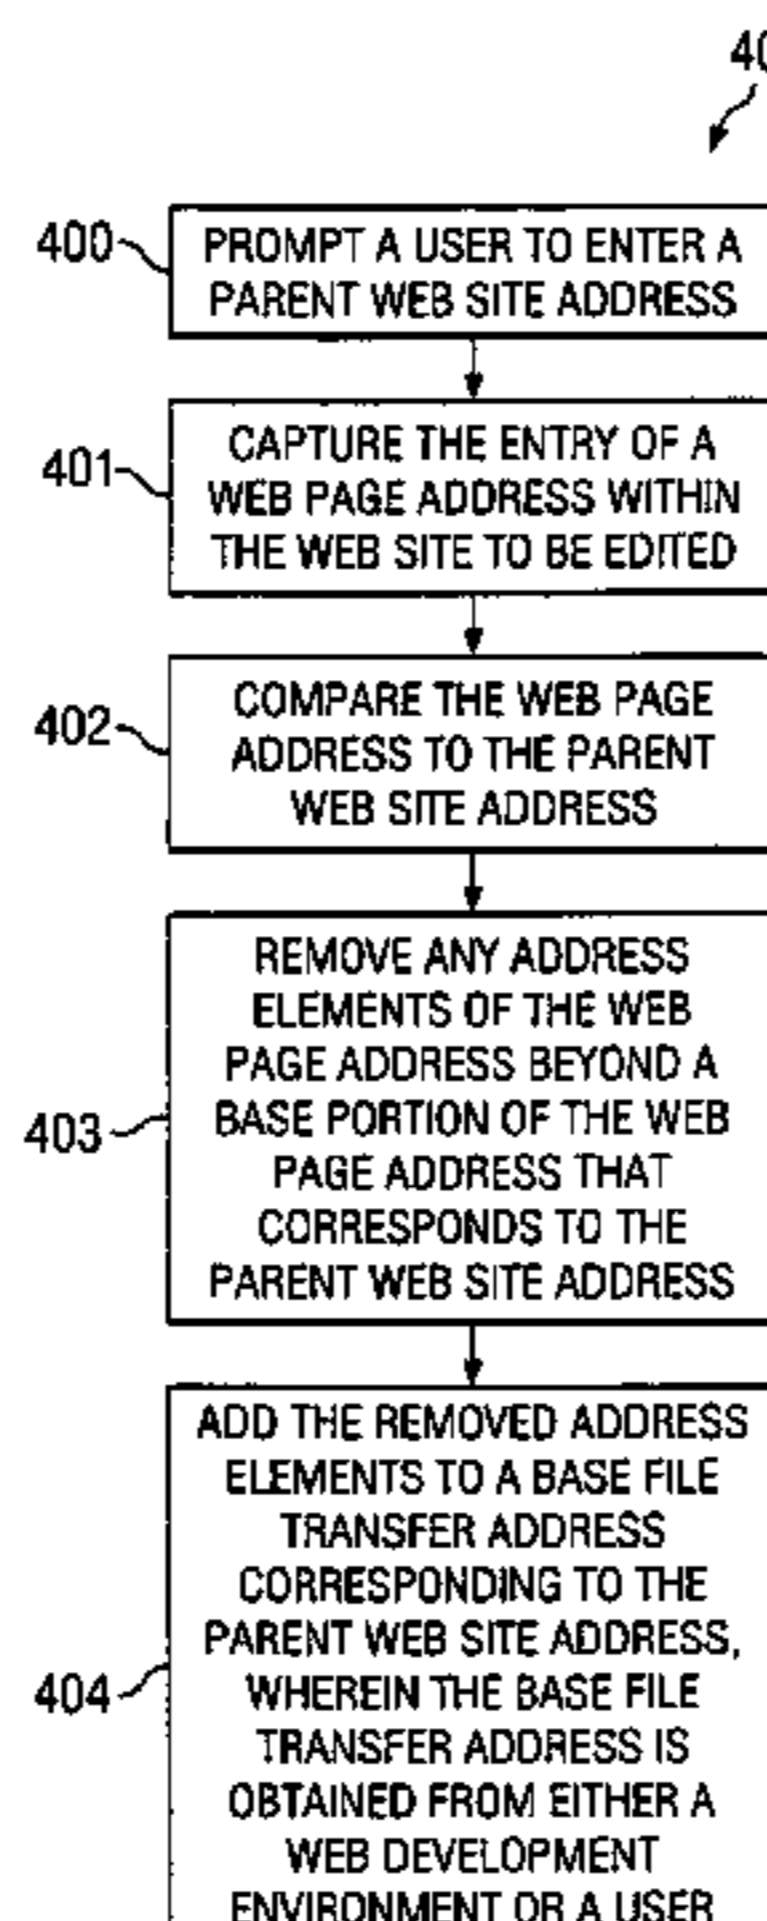 400
PROMPT A USER TO ENTER A
PARENT WEB SITE ADDRESS
401
CAPTURE THE ENTRY OF A
WEB PAGE ADDRESS WITHIN
THE WEB SITE TO BE EDITED
402
COMPARE THE WEB PAGE
ADDRESS TO THE PARENT
WEB SITE ADDRESS
403
REMOVE ANY ADDRESS
ELEMENTS OF THE WEB
PAGE ADDRESS BEYOND A
BASE PORTION OF THE WEB
PAGE ADDRESS THAT
CORRESPONDS TO THE
PARENT WEB SITE ADDRESS
404
ADD THE REMOVED ADDRESS
ELEMENTS TO A BASE FILE
TRANSFER ADDRESS
CORRESPONDING TO THE
PARENT WEB SITE ADDRESS,
WHEREIN THE BASE FILE
TRANSFER ADDRESS IS
OBTAINED FROM EITHER A
WEB DEVELOPMENT
ENVIRONMENT OR A USER